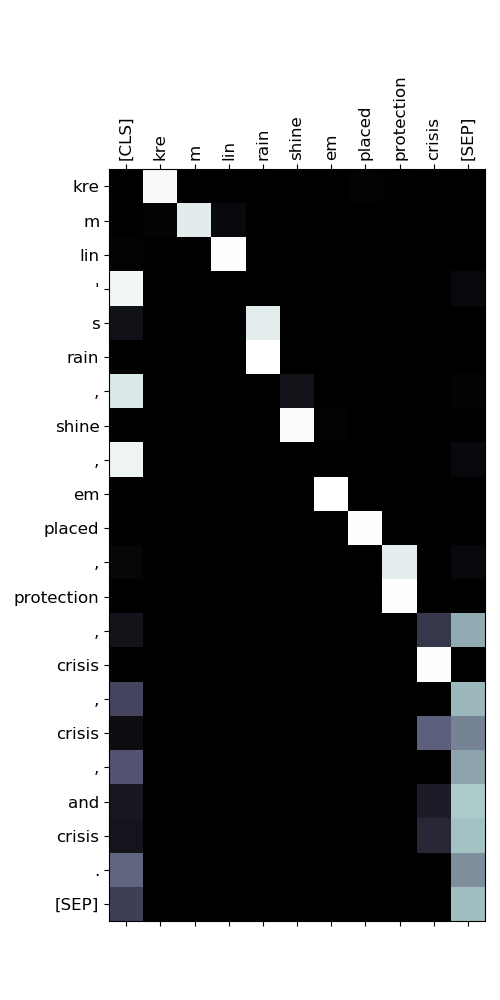 [CLS]
kre
m
lin
rain
shine
em
placed
protection
crisis
[SEP]
kre
m
lin
'
s
rain
,
shine
,
em
placed
,
protection
,
crisis
,
crisis
,
and
crisis
.
[SEP]